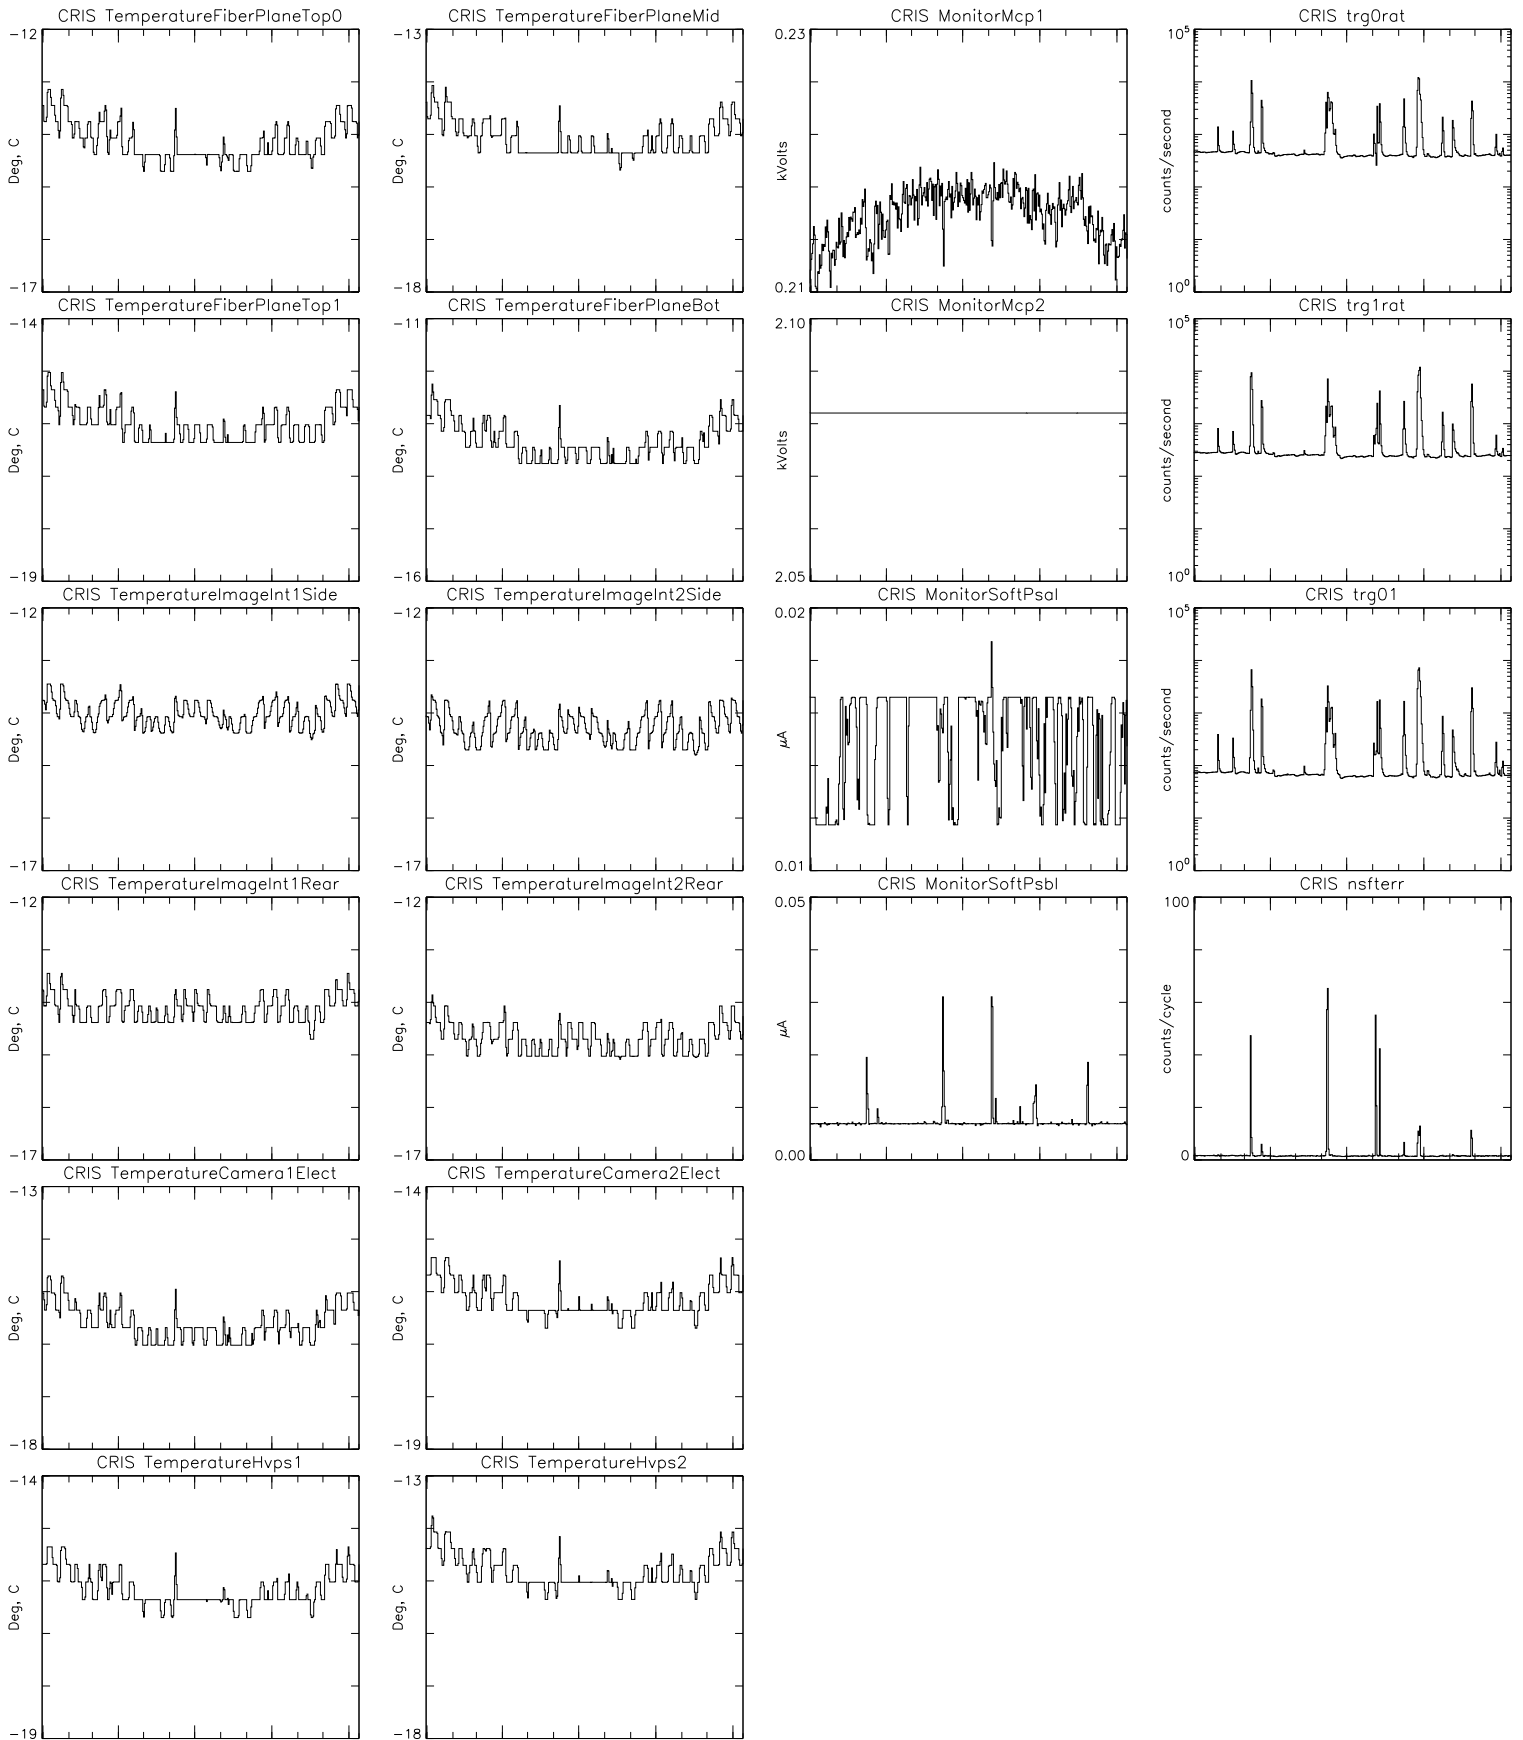 CRIS TemperatureFiberPlaneTop0
-12
Deg, C
-17
CRIS TemperatureFiberPlaneMid
-13
Deg, C
-18
CRIS MonitorMcp1
0.23
kVolts
0.21
CRIS trg0rat
10^5
counts/second
10^0
CRIS TemperatureFiberPlaneTop1
-14
Deg, C
-19
CRIS TemperatureFiberPlaneBot
-11
Deg, C
-16
CRIS MonitorMcp2
2.10
kVolts
2.05
CRIS trg1rat
10^5
counts/second
10^0
CRIS TemperatureImageInt1Side
-12
Deg, C
-17
CRIS TemperatureImageInt2Side
-12
Deg, C
-17
CRIS MonitorSoftPsaI
0.02
μA
0.01
CRIS trg01
10^5
counts/second
10^0
CRIS TemperatureImageInt1Rear
-12
Deg, C
-17
CRIS TemperatureImageInt2Rear
-12
Deg, C
-17
CRIS MonitorSoftPsbI
0.05
μA
0.00
CRIS nsfterr
100
counts/cycle
0
CRIS TemperatureCamera1Elect
-13
Deg, C
-18
CRIS TemperatureCamera2Elect
-14
Deg, C
-19
CRIS TemperatureHvps1
-14
Deg, C
-19
CRIS TemperatureHvps2
-13
Deg, C
-18